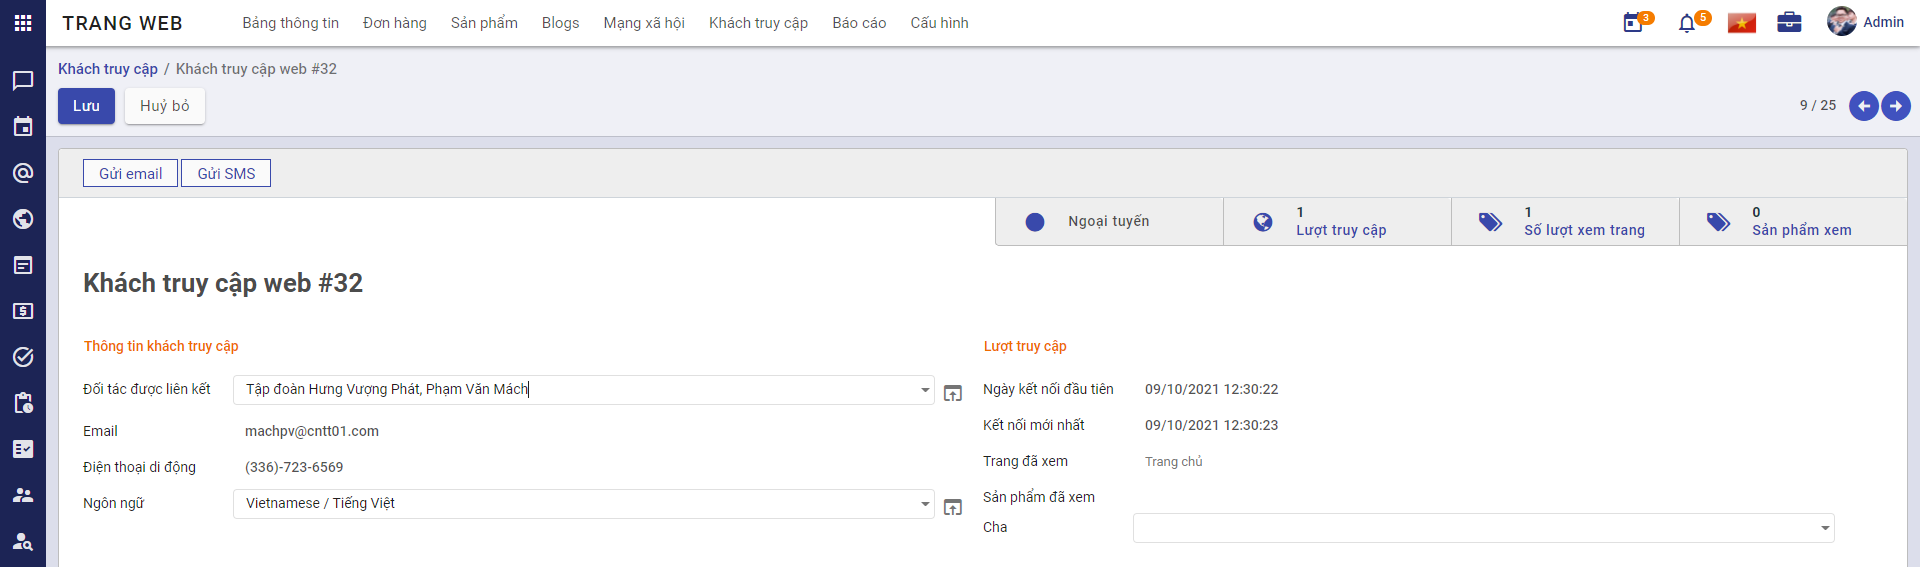 TRANG WEB Bảng thông tin Đơn hàng Sản phẩm Blogs Mạng xã hội Khách truy cập Báo cáo Cấu hình 3 5 Admin
Khách truy cập / Khách truy cập web #32
Lưu Huỷ bỏ 9 / 25
Gửi email Gửi SMS
Ngoại tuyến
1
Lượt truy cập
1
Số lượt xem trang
0
Sản phẩm xem
Khách truy cập web #32
Thông tin khách truy cập
Đối tác được liên kết Tập đoàn Hưng Vượng Phát, Phạm Văn Mách
Email machpv@cntt01.com
Điện thoại di động (336)-723-6569
Ngôn ngữ Vietnamese / Tiếng Việt
Lượt truy cập
Ngày kết nối đầu tiên 09/10/2021 12:30:22
Kết nối mới nhất 09/10/2021 12:30:23
Trang đã xem Trang chủ
Sản phẩm đã xem
Cha